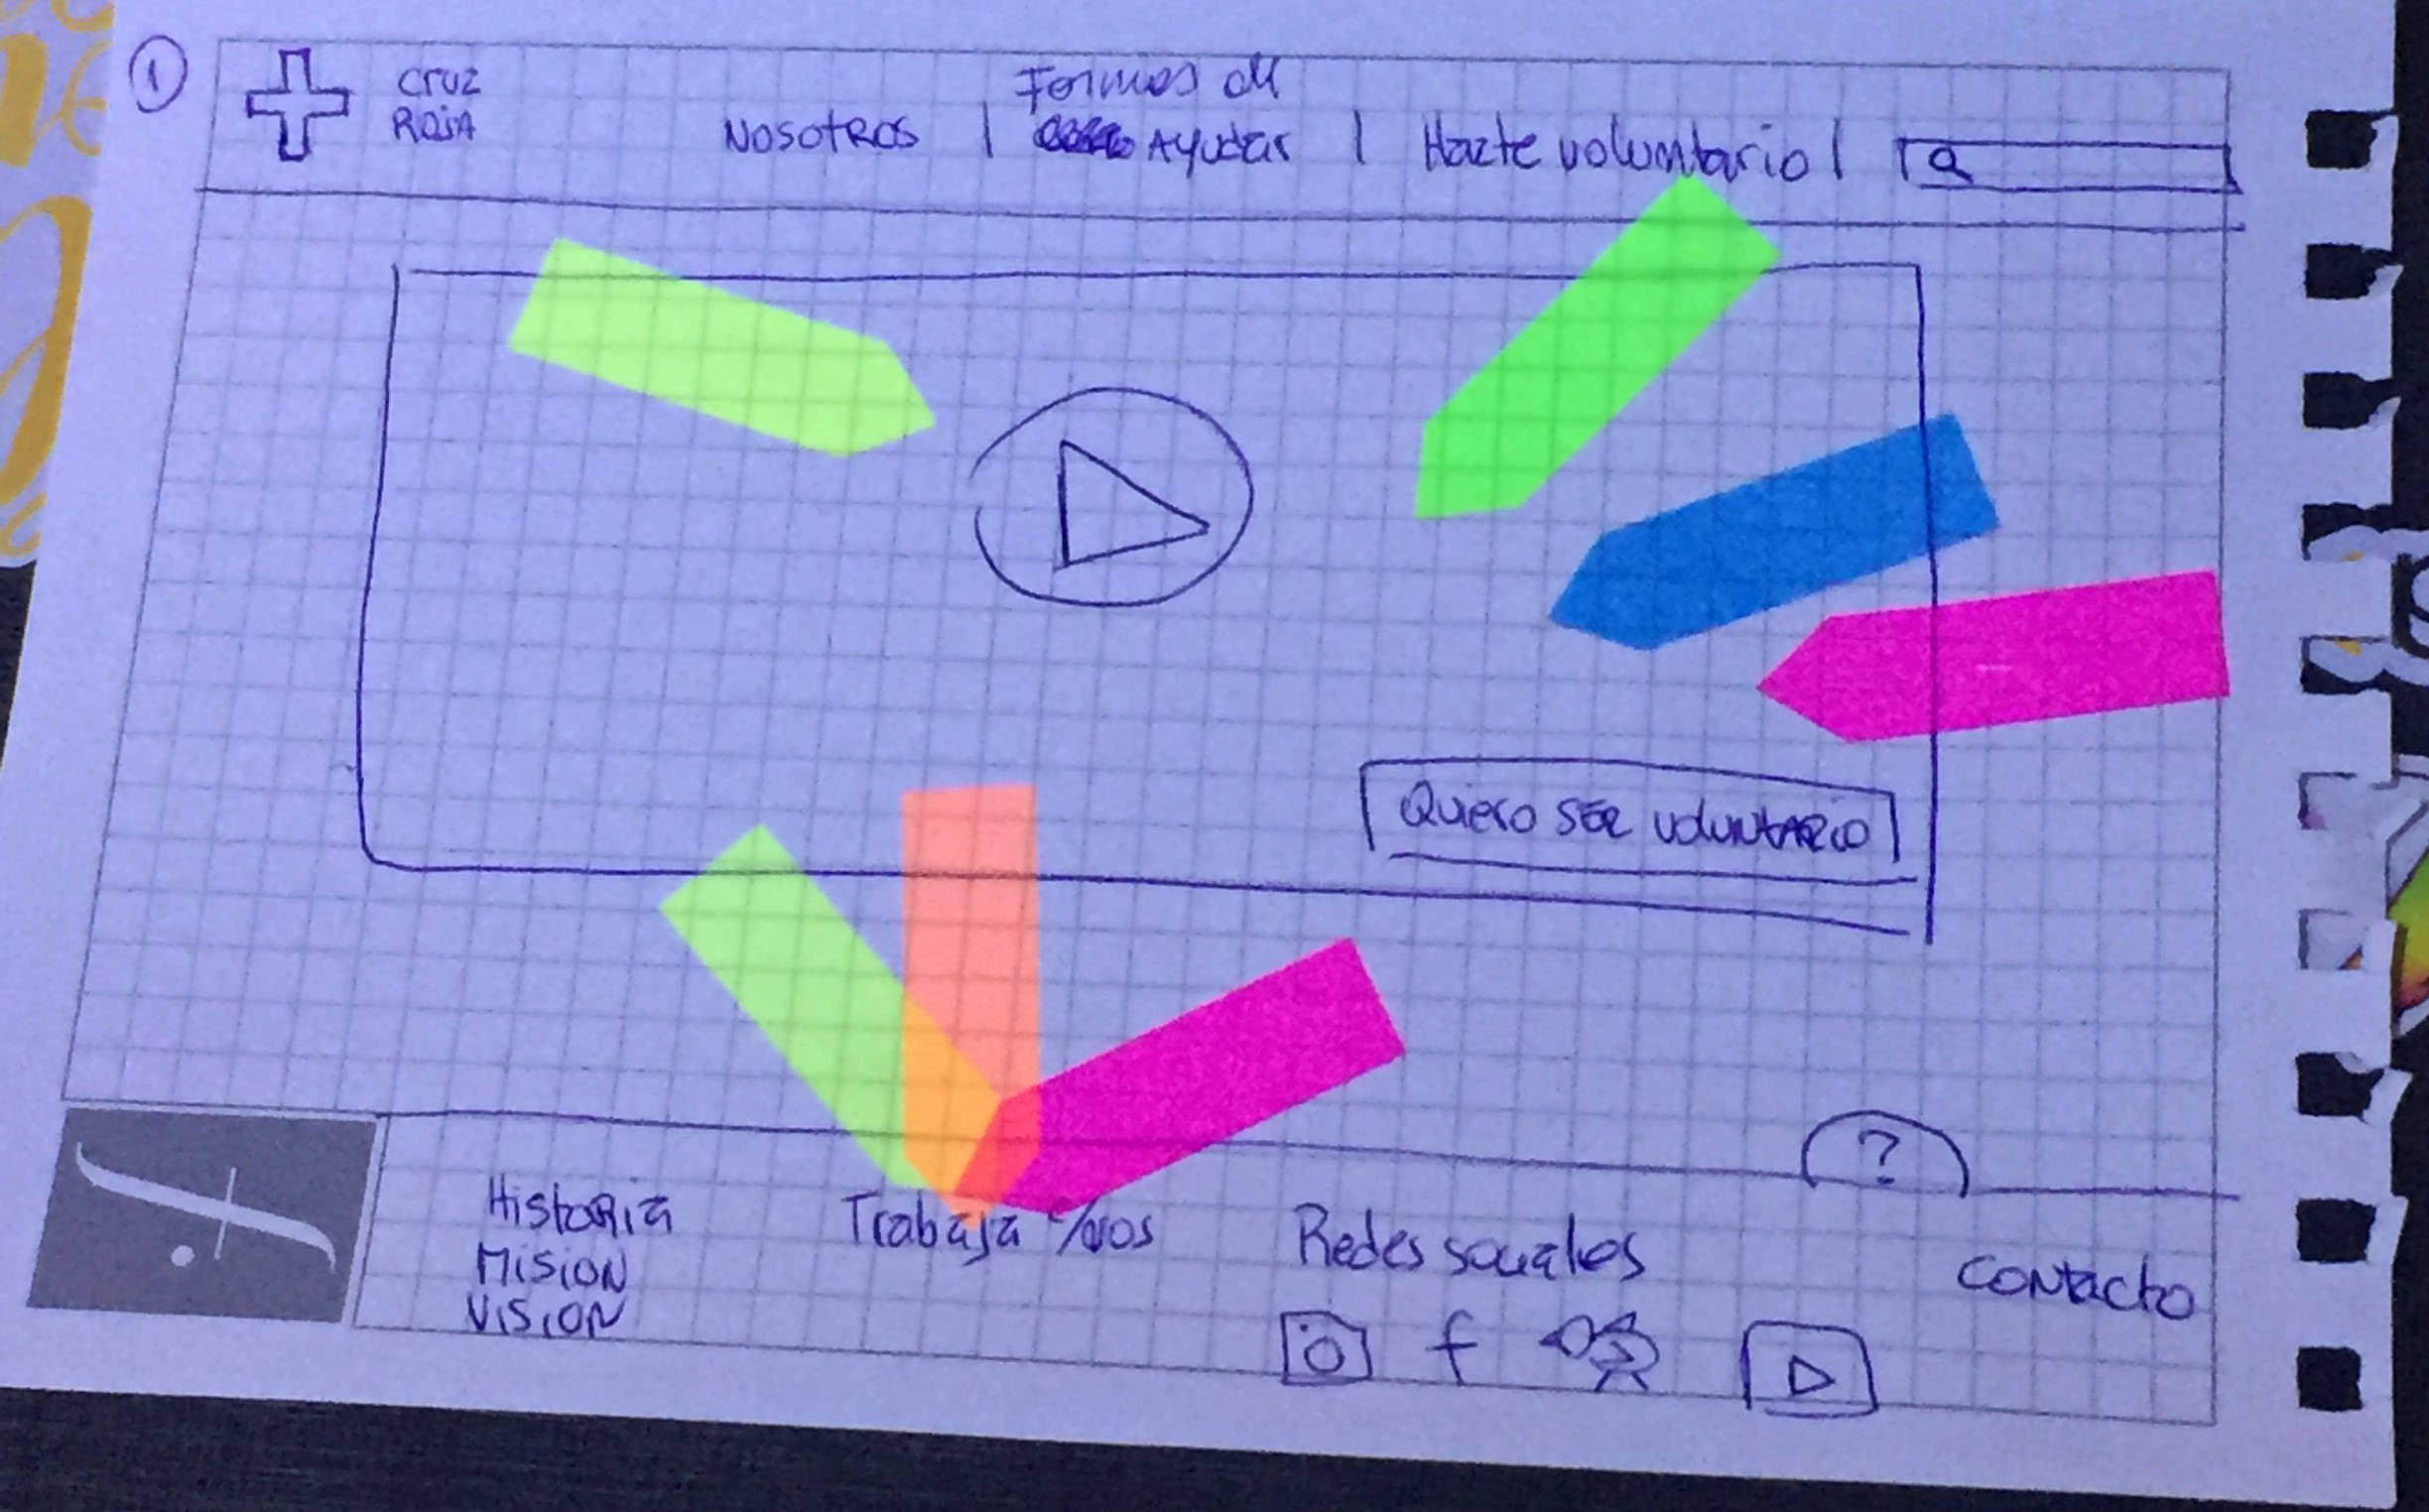 1
CRUZ
ROJA
Nosotros | Formas de Ayudar | Hazte voluntario |
Quiero SER voluntario
?
Historia
Mision
Vision
Trabaja c/nos
Redes sociales
f
Contacto